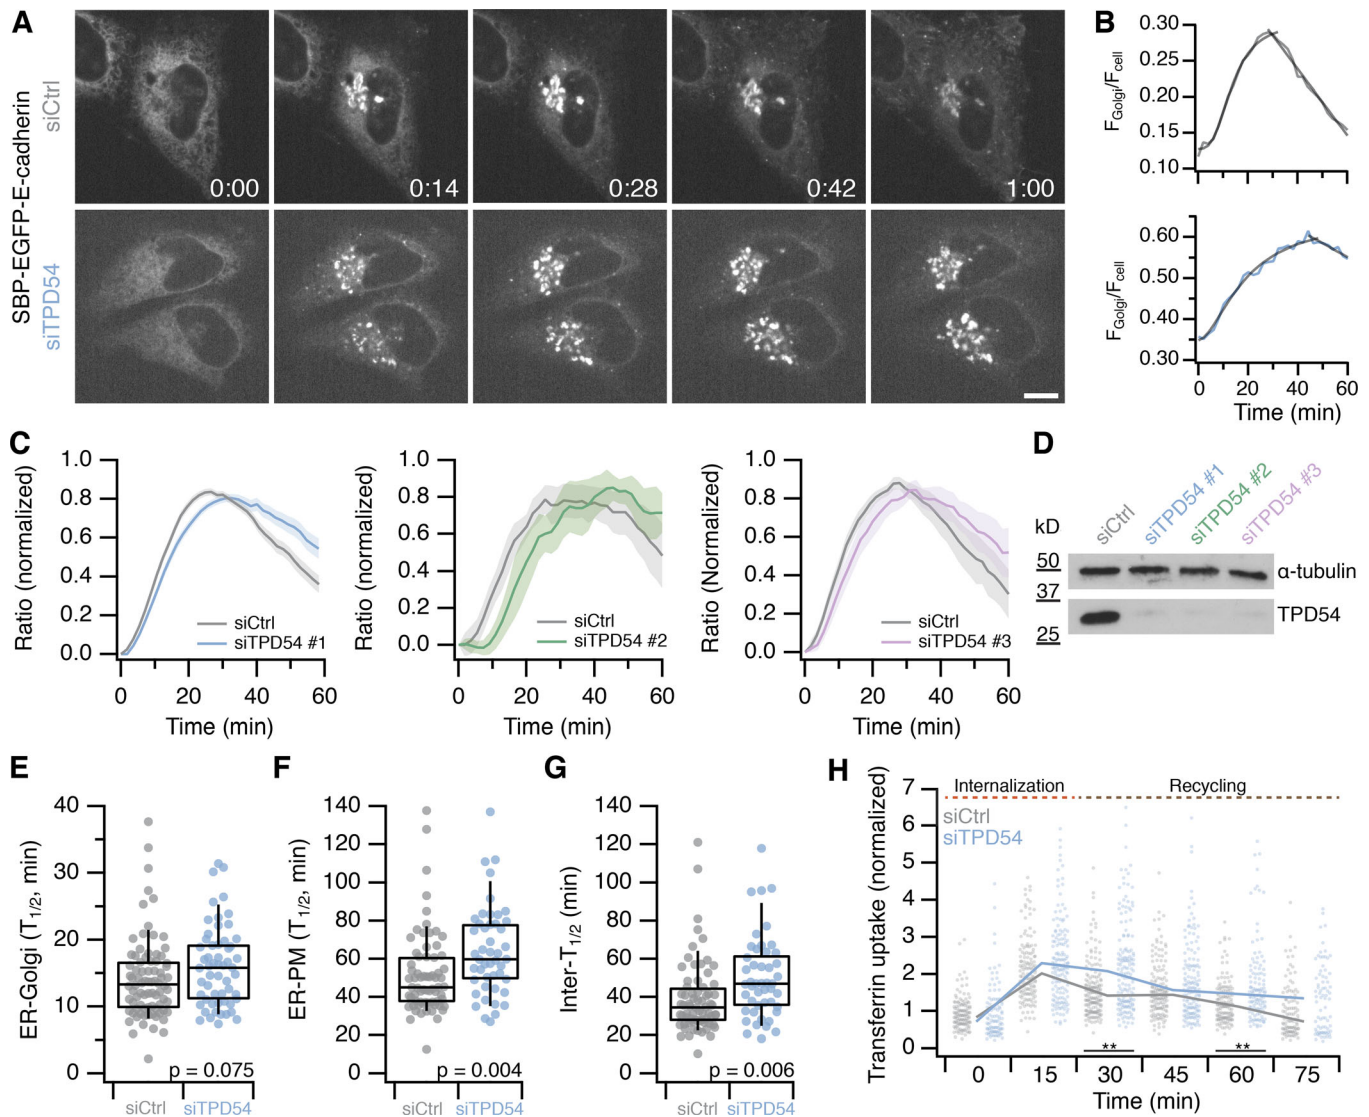 A
SBP-EGFP-E-cadherin
siCtrl
0:00
0:14
0:28
0:42
1:00
siTPD54
B
F_Golgi/F_cell
0.30
0.25
0.20
0.15
0.10
F_Golgi/F_cell
0.60
0.50
0.40
0.30
0 20 40 60
Time (min)
C
Ratio (normalized)
1.0
0.8
0.6
0.4
0.2
0.0
siCtrl
siTPD54 #1
0 20 40 60
Time (min)
Ratio (normalized)
1.0
0.8
0.6
0.4
0.2
0.0
siCtrl
siTPD54 #2
0 20 40 60
Time (min)
Ratio (Normalized)
1.0
0.8
0.6
0.4
0.2
0.0
siCtrl
siTPD54 #3
0 20 40 60
Time (min)
D
kD
siCtrl
siTPD54 #1
siTPD54 #2
siTPD54 #3
50
37
25
α-tubulin
TPD54
E
ER-Golgi (T1/2, min)
40
30
20
10
0
p = 0.075
siCtrl siTPD54
F
ER-PM (T1/2, min)
140
120
100
80
60
40
20
0
p = 0.004
siCtrl siTPD54
G
Inter-T1/2 (min)
140
120
100
80
60
40
20
0
p = 0.006
siCtrl siTPD54
H
Transferrin uptake (normalized)
7
6
5
4
3
2
1
0
Internalization Recycling
siCtrl
siTPD54
** **
0 15 30 45 60 75
Time (min)